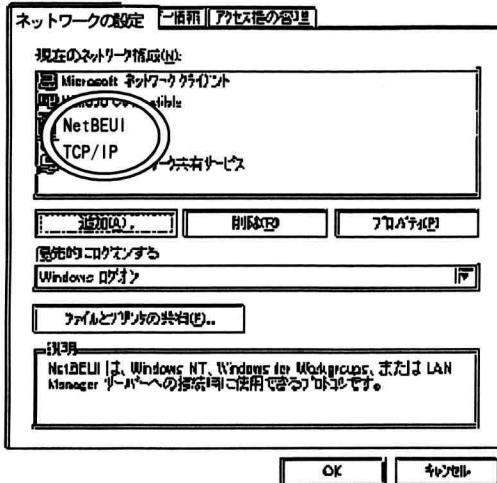 ネットワークの設定 情報 アクセス権の管理
現在のネットワーク構成(N):
Microsoft ネットワーク クライアント
NE2000 Compatible
NetBEUI
TCP/IP
ワーク共有サービス
追加(A)... 削除(R) プロパティ(P)
優先的にログオンする
Windows ログオン
ファイルとプリンタの共有(F)...
説明
NetBEUI は、Windows NT、Windows for Workgroups、または LAN
Manager サーバーへの接続時に使用できるプロトコルです。
OK キャンセル